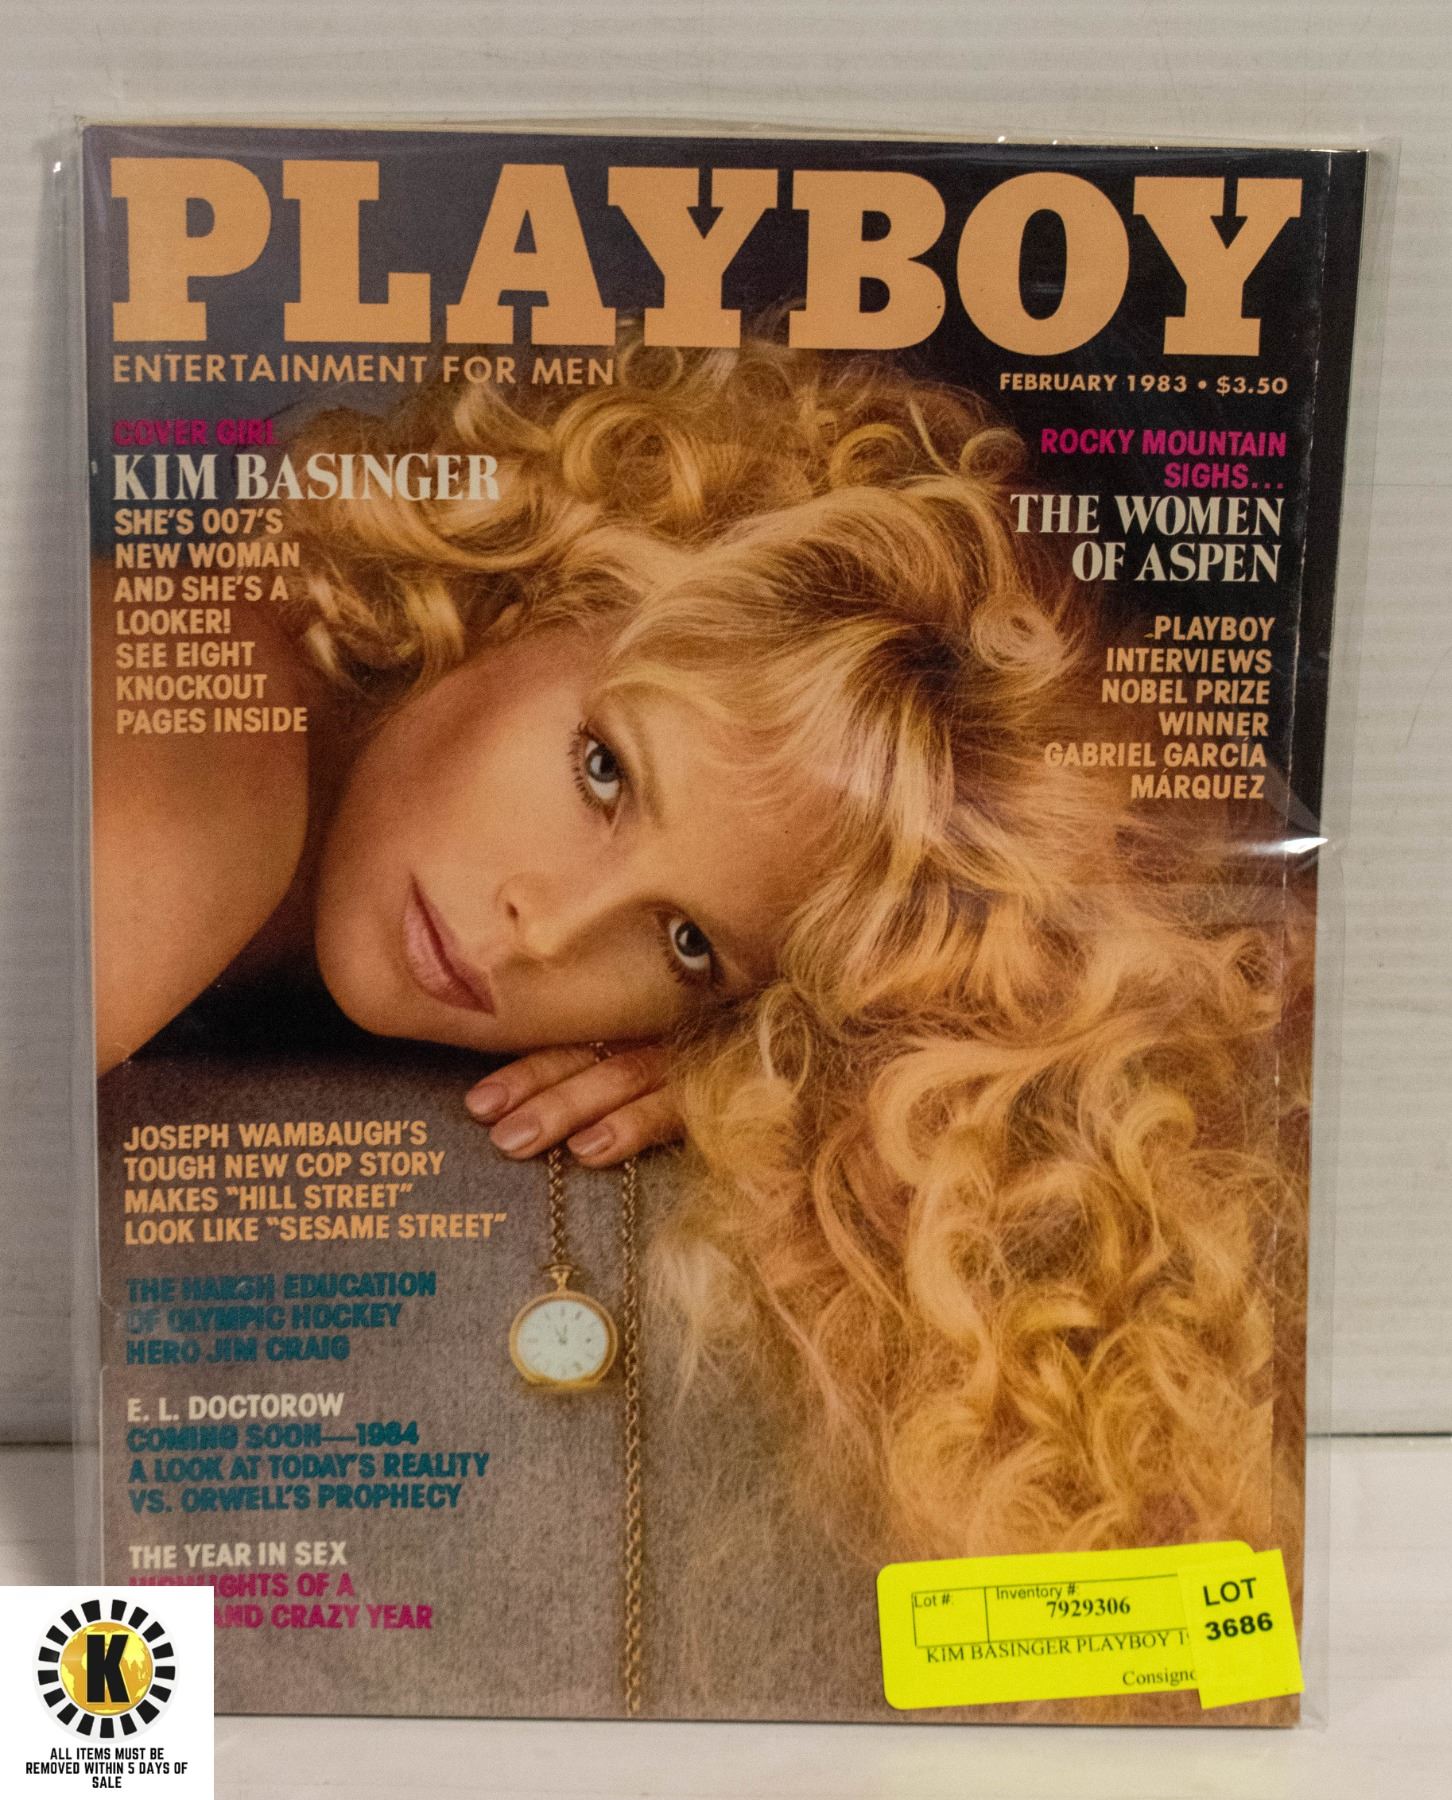 PLAYBOY
ENTERTAINMENT FOR MEN
FEBRUARY 1983 • $3.50
COVER GIRL
KIM BASINGER
SHE'S 007'S
NEW WOMAN
AND SHE'S A
LOOKER!
SEE EIGHT
KNOCKOUT
PAGES INSIDE
ROCKY MOUNTAIN
SIGHS...
THE WOMEN
OF ASPEN
PLAYBOY
INTERVIEWS
NOBEL PRIZE
WINNER
GABRIEL GARCÍA
MÁRQUEZ
JOSEPH WAMBAUGH'S
TOUGH NEW COP STORY
MAKES "HILL STREET"
LOOK LIKE "SESAME STREET"
THE HARSH EDUCATION
OF OLYMPIC HOCKEY
HERO JIM CRAIG
E. L. DOCTOROW
COMING SOON—1984
A LOOK AT TODAY'S REALITY
VS. ORWELL'S PROPHECY
THE YEAR IN SEX
HIGHLIGHTS OF A
AND CRAZY YEAR
Lot #:
Inventory #:
7929306
KIM BASINGER PLAYBOY
LOT
3686
K
ALL ITEMS MUST BE
REMOVED WITHIN 5 DAYS OF
SALE